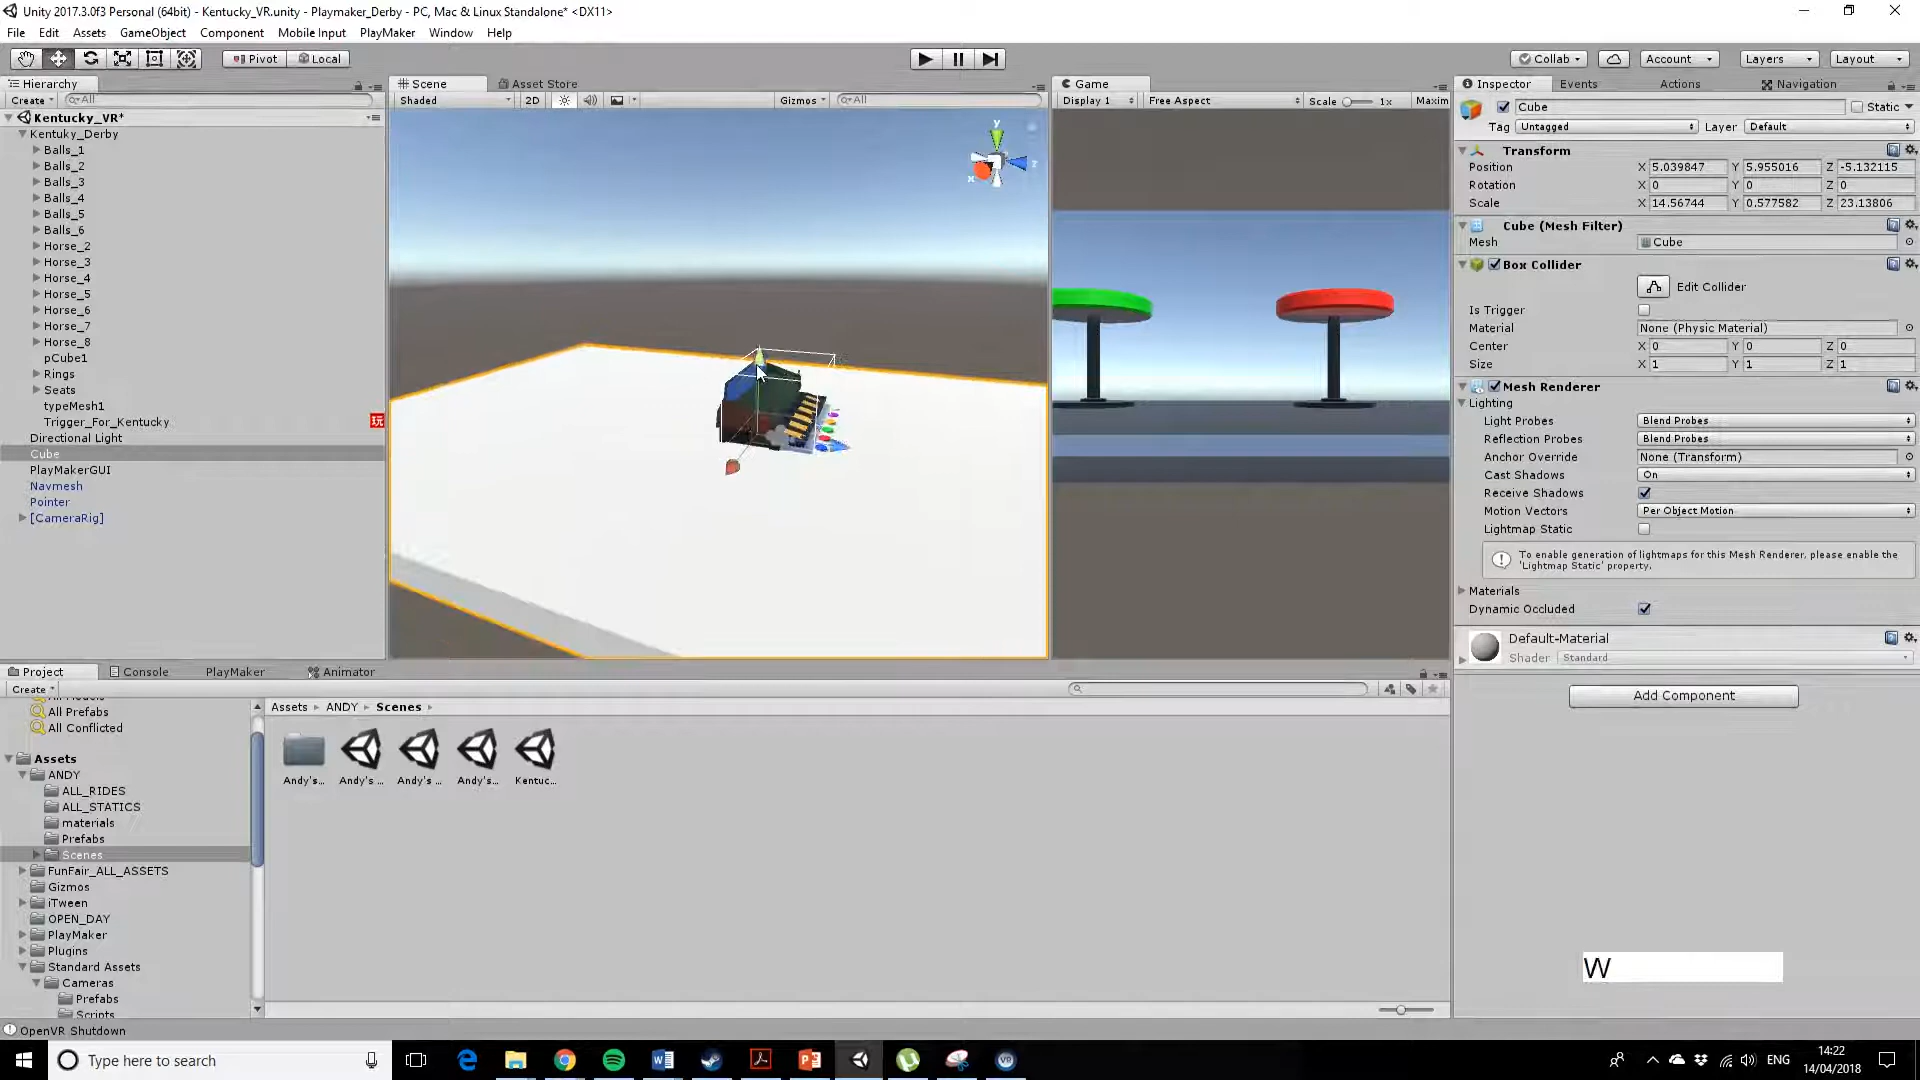 Unity 2017.3.0f3 Personal (64bit) - Kentucky_VR.unity - Playmaker_Derby - PC, Mac & Linux Standalone* <DX11>
File Edit Assets GameObject Component Mobile Input PlayMaker Window Help
Pivot Local Collab Account Layers Layout
Hierarchy
Create All
Kentucky_VR*
Kentuky_Derby
Balls_1
Balls_2
Balls_3
Balls_4
Balls_5
Balls_6
Horse_2
Horse_3
Horse_4
Horse_5
Horse_6
Horse_7
Horse_8
pCube1
Rings
Seats
typeMesh1
Trigger_For_Kentucky
玩
Directional Light
Cube
PlayMakerGUI
Navmesh
Pointer
[CameraRig]
Scene Asset Store
Shaded 2D Gizmos All
y
x
z
Game
Display 1 Free Aspect Scale 1x Maxim
Inspector Events Actions Navigation
Cube Static
Tag Untagged Layer Default
Transform
Position X 5.039847 Y 5.955016 Z -5.132115
Rotation X 0 Y 0 Z 0
Scale X 14.56744 Y 0.577582 Z 23.13806
Cube (Mesh Filter)
Mesh Cube
Box Collider
Edit Collider
Is Trigger
Material None (Physic Material)
Center X 0 Y 0 Z 0
Size X 1 Y 1 Z 1
Mesh Renderer
Lighting
Light Probes Blend Probes
Reflection Probes Blend Probes
Anchor Override None (Transform)
Cast Shadows On
Receive Shadows
Motion Vectors Per Object Motion
Lightmap Static
To enable generation of lightmaps for this Mesh Renderer, please enable the
'Lightmap Static' property.
Materials
Dynamic Occluded
Default-Material
Shader Standard
Add Component
W
Project Console PlayMaker Animator
Create
All Prefabs
All Conflicted
Assets
ANDY
ALL_RIDES
ALL_STATICS
materials
Prefabs
Scenes
FunFair_ALL_ASSETS
Gizmos
iTween
OPEN_DAY
PlayMaker
Plugins
Standard Assets
Cameras
Prefabs
Scripts
Assets ANDY Scenes
Andy's... Andy's ... Andy's ... Andy's... Kentuc...
OpenVR Shutdown
Type here to search
ENG
14:22
14/04/2018